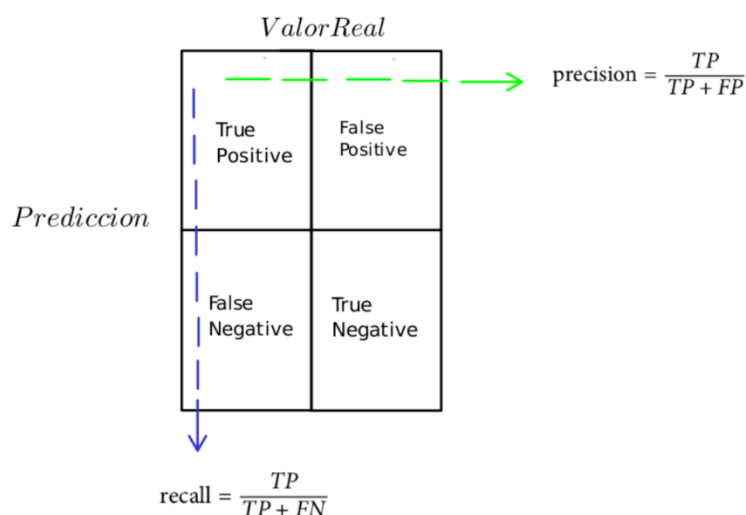 ValorReal
precision = TP / TP + FP
True
Positive
False
Positive
Prediccion
False
Negative
True
Negative
recall = TP / TP + FN